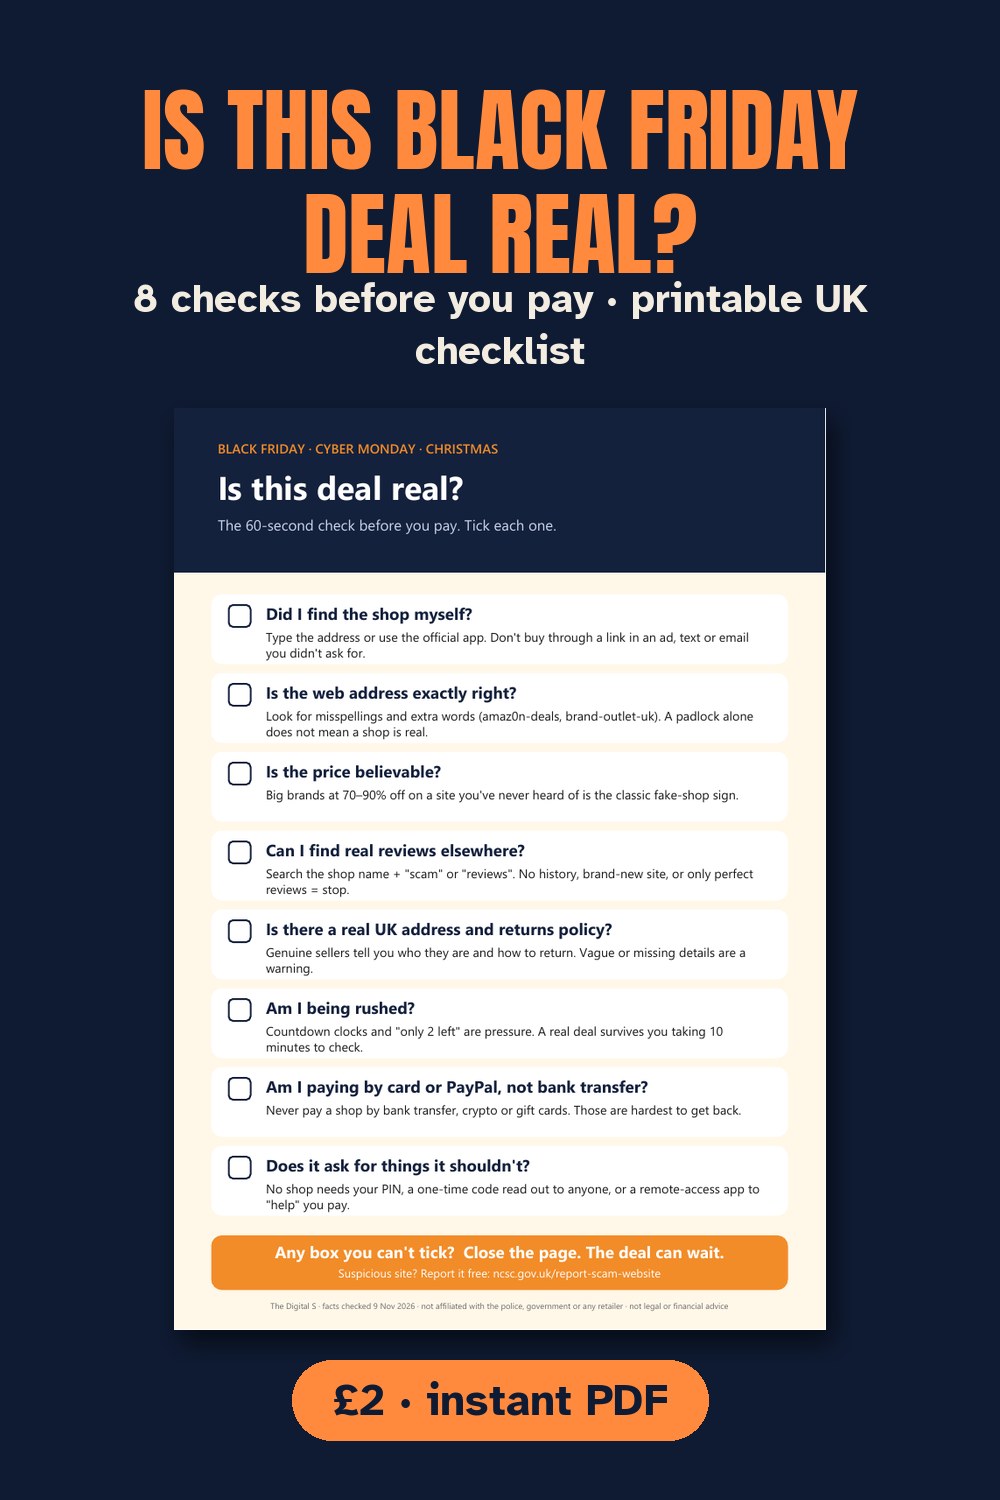 IS THIS BLACK FRIDAY
DEAL REAL?
8 checks before you pay · printable UK
checklist
BLACK FRIDAY · CYBER MONDAY · CHRISTMAS
Is this deal real?
The 60-second check before you pay. Tick each one.
Did I find the shop myself?
Type the address or use the official app. Don't buy through a link in an ad, text or email
you didn't ask for.
Is the web address exactly right?
Look for misspellings and extra words (amaz0n-deals, brand-outlet-uk). A padlock alone
does not mean a shop is real.
Is the price believable?
Big brands at 70–90% off on a site you've never heard of is the classic fake-shop sign.
Can I find real reviews elsewhere?
Search the shop name + "scam" or "reviews". No history, brand-new site, or only perfect
reviews = stop.
Is there a real UK address and returns policy?
Genuine sellers tell you who they are and how to return. Vague or missing details are a
warning.
Am I being rushed?
Countdown clocks and "only 2 left" are pressure. A real deal survives you taking 10
minutes to check.
Am I paying by card or PayPal, not bank transfer?
Never pay a shop by bank transfer, crypto or gift cards. Those are hardest to get back.
Does it ask for things it shouldn't?
No shop needs your PIN, a one-time code read out to anyone, or a remote-access app to
"help" you pay.
Any box you can't tick? Close the page. The deal can wait.
Suspicious site? Report it free: ncsc.gov.uk/report-scam-website
The Digital S · facts checked 9 Nov 2026 · not affiliated with the police, government or any retailer · not legal or financial advice
£2 · instant PDF